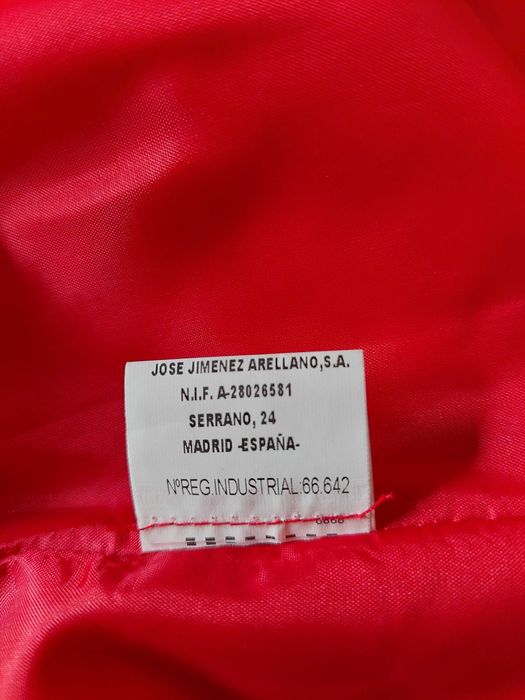 JOSE JIMENEZ ARELLANO,S.A.
N.I.F. A-28026581
SERRANO, 24
MADRID -ESPAÑA-
NºREG.INDUSTRIAL:66.642